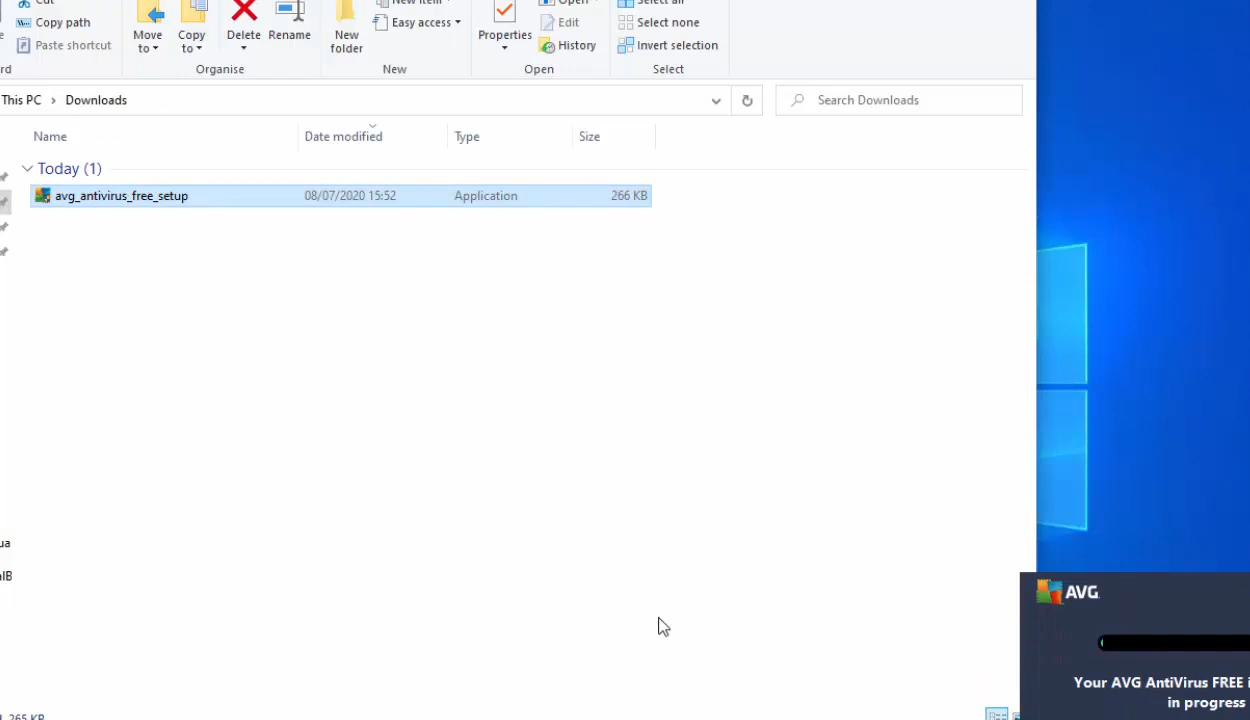 Cut
New item
Open
Select all
Copy path
Easy access
Edit
Select none
Paste shortcut
Move to
Copy to
Delete
Rename
New folder
Properties
History
Invert selection
rd
Organise
New
Open
Select
This PC > Downloads
Search Downloads
Name
Date modified
Type
Size
Today (1)
avg_antivirus_free_setup 08/07/2020 15:52 Application 266 KB
AVG
Your AVG AntiVirus FREE i
in progress
265 KB